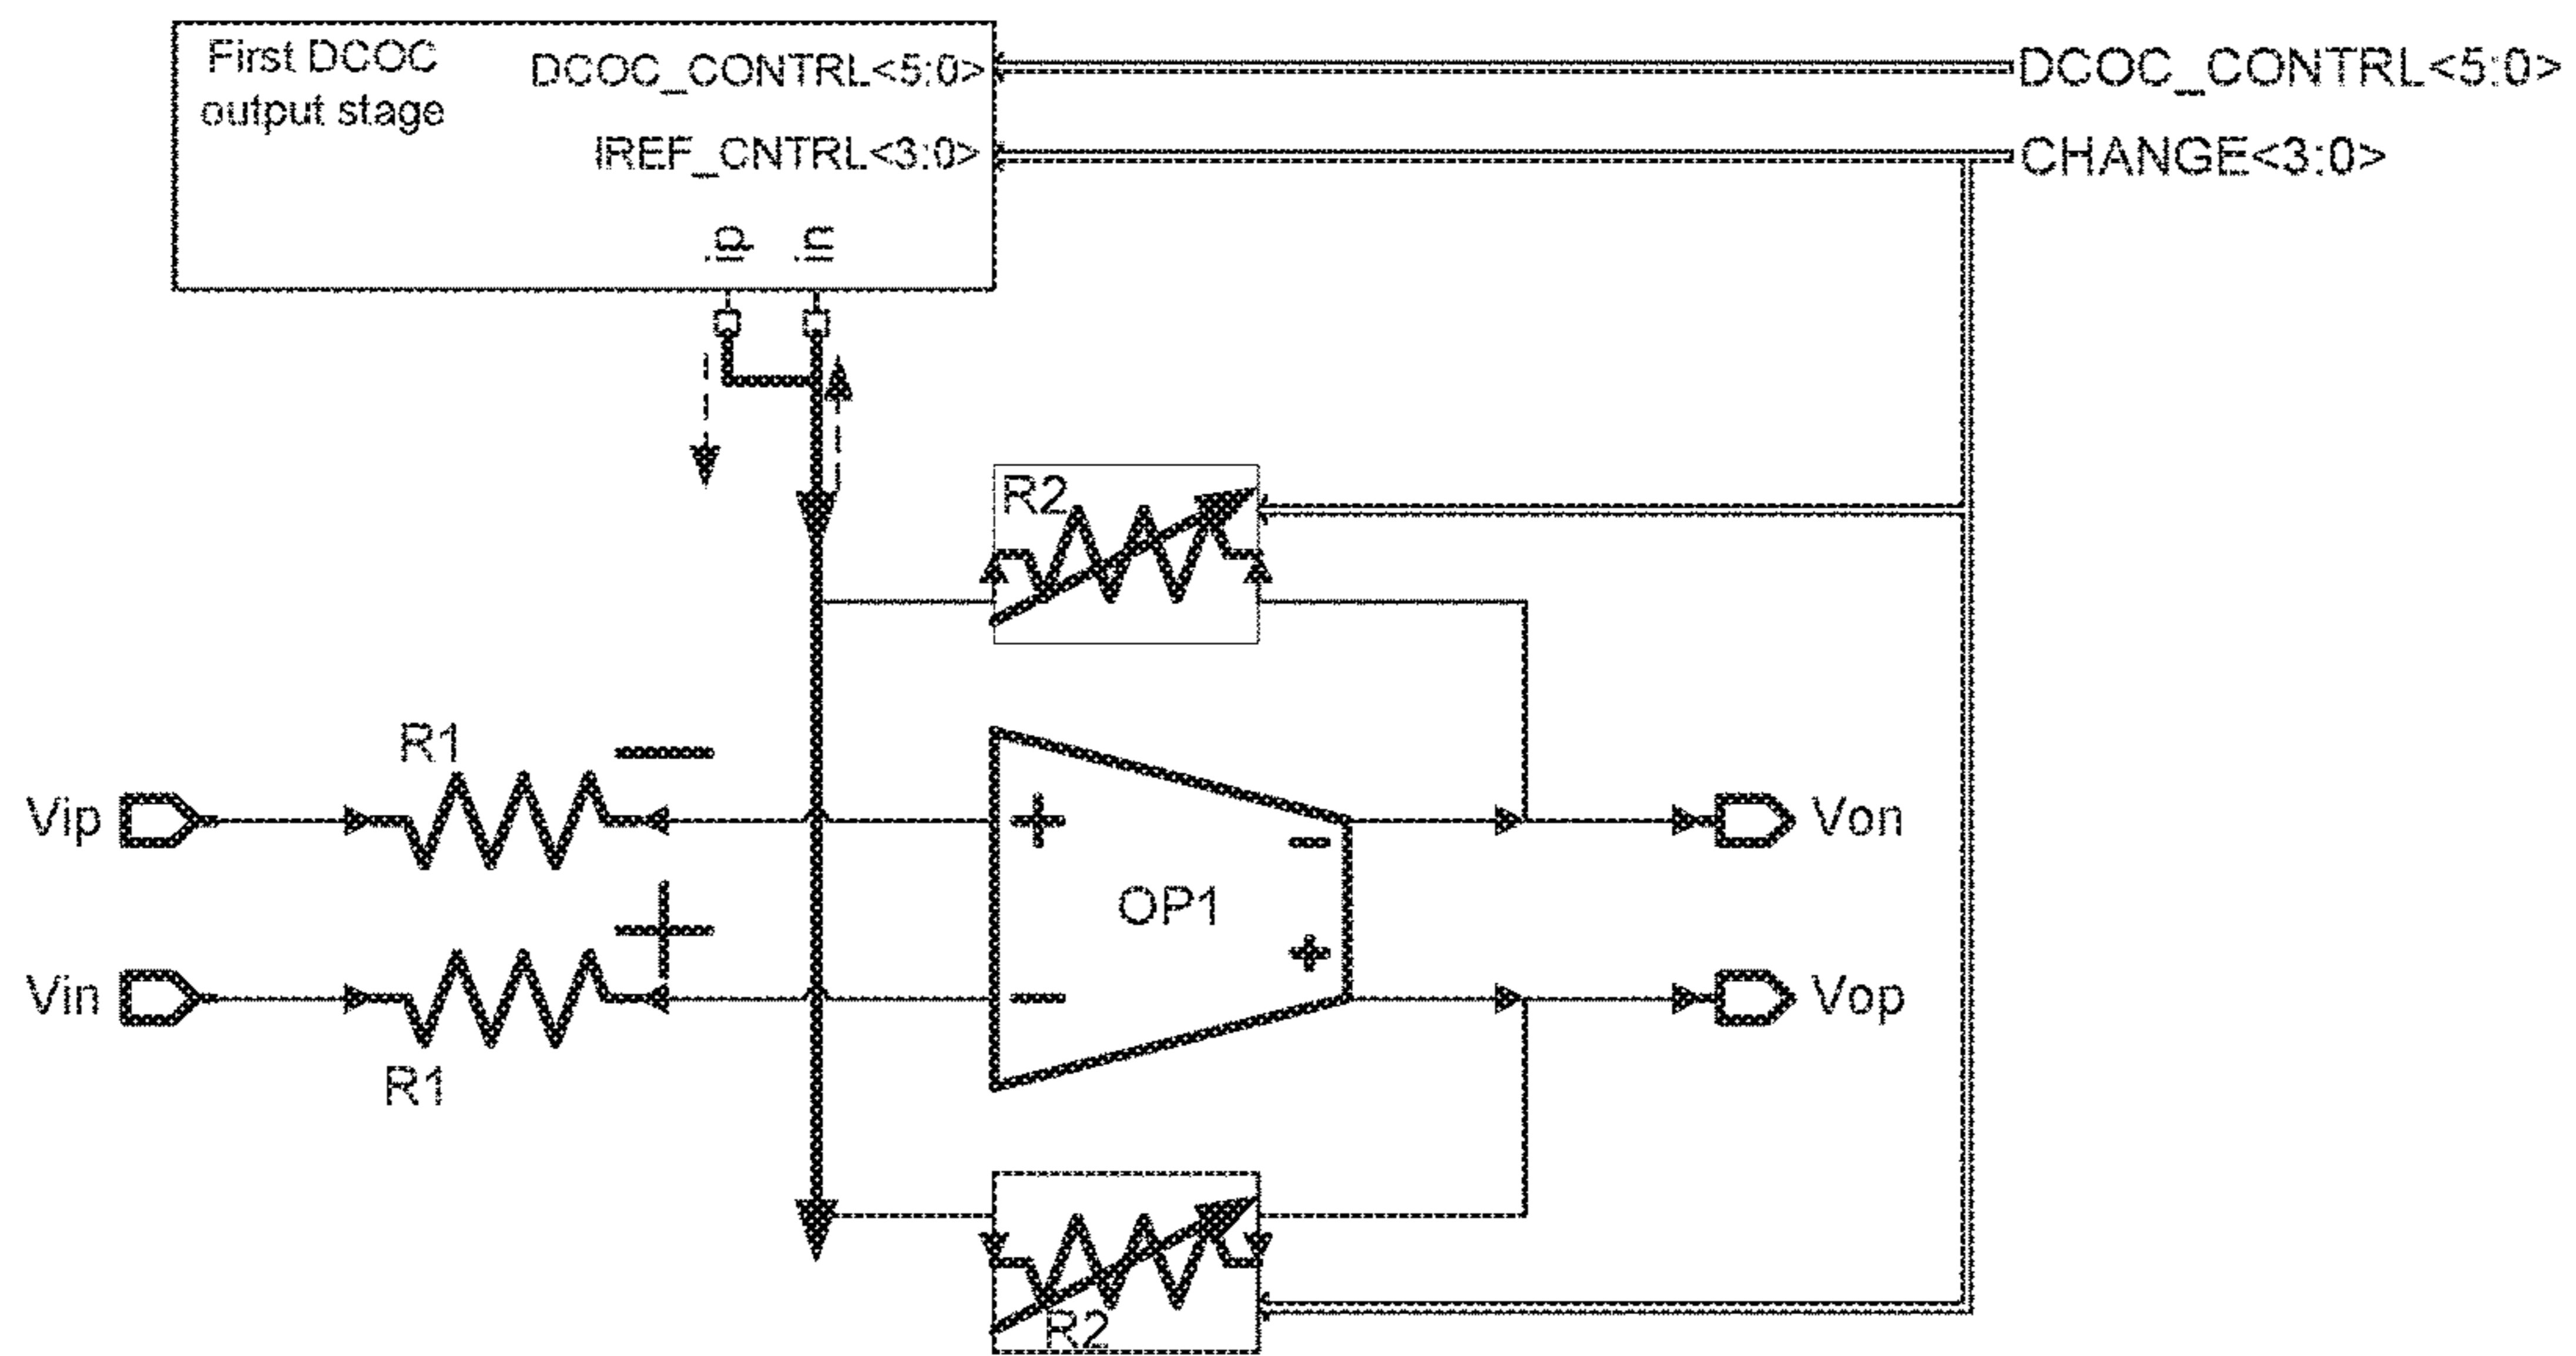 First DCOC
output stage
DCOC_CONTRL<5:0>
DCOC_CONTRL<5:0>
IREF_CNTRL<3:0>
CHANGE<3:0>
ip
in
R2
R1
Vip
+
-
Von
OP1
Vin
-
+
Vop
R1
R2